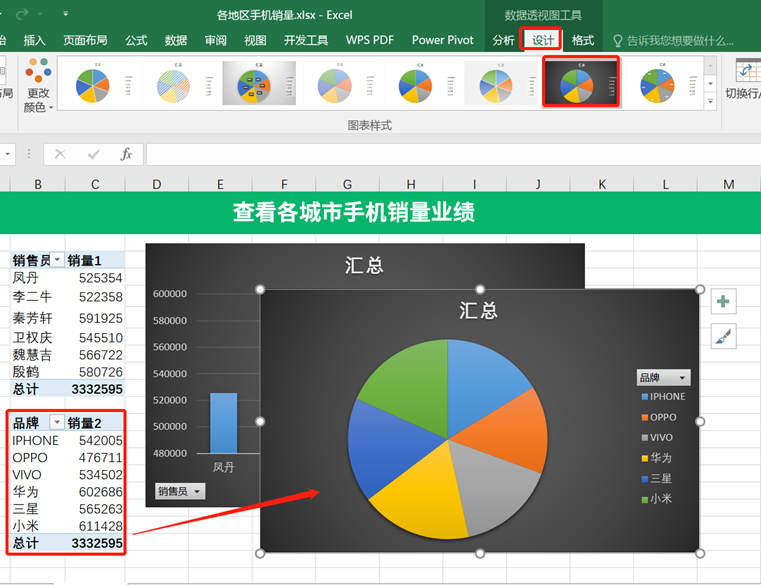 各地区手机销量.xlsx - Excel
数据透视图工具
始 插入 页面布局 公式 数据 审阅 视图 开发工具 WPS PDF Power Pivot 分析 设计 格式 告诉我您想要做什么...
局
更改
颜色
切换行/
图表样式
fx
B C D E F G H I J K L M
查看各城市手机销量业绩
销售员 销量1
凤丹 525354
李二牛 522358
秦芳轩 591925
卫权庆 545510
魏慧吉 566722
殷鹤 580726
总计 3332595
品牌 销量2
IPHONE 542005
OPPO 476711
VIVO 534502
华为 602686
三星 565263
小米 611428
总计 3332595
汇总
600000
580000
560000
540000
520000
500000
480000
凤丹
销售员
汇总
品牌
IPHONE
OPPO
VIVO
华为
三星
小米